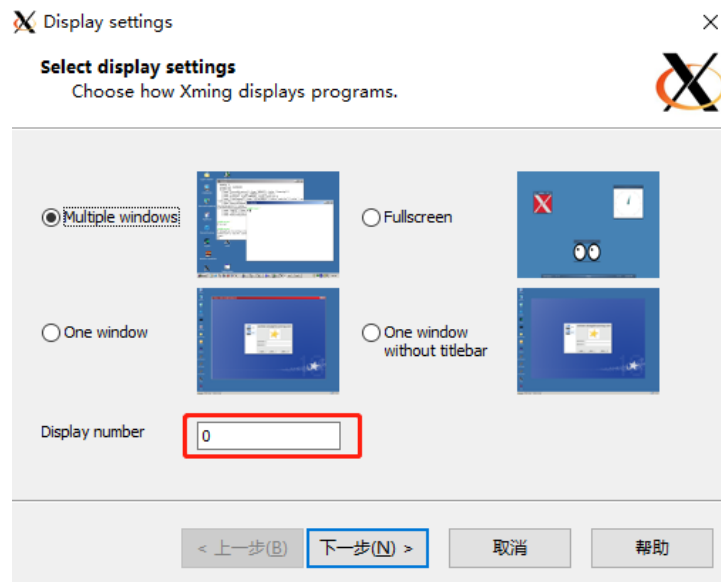 Display settings
Select display settings
Choose how Xming displays programs.
Multiple windows
Fullscreen
One window
One window
without titlebar
Display number
0
< 上一步(B)
下一步(N) >
取消
帮助